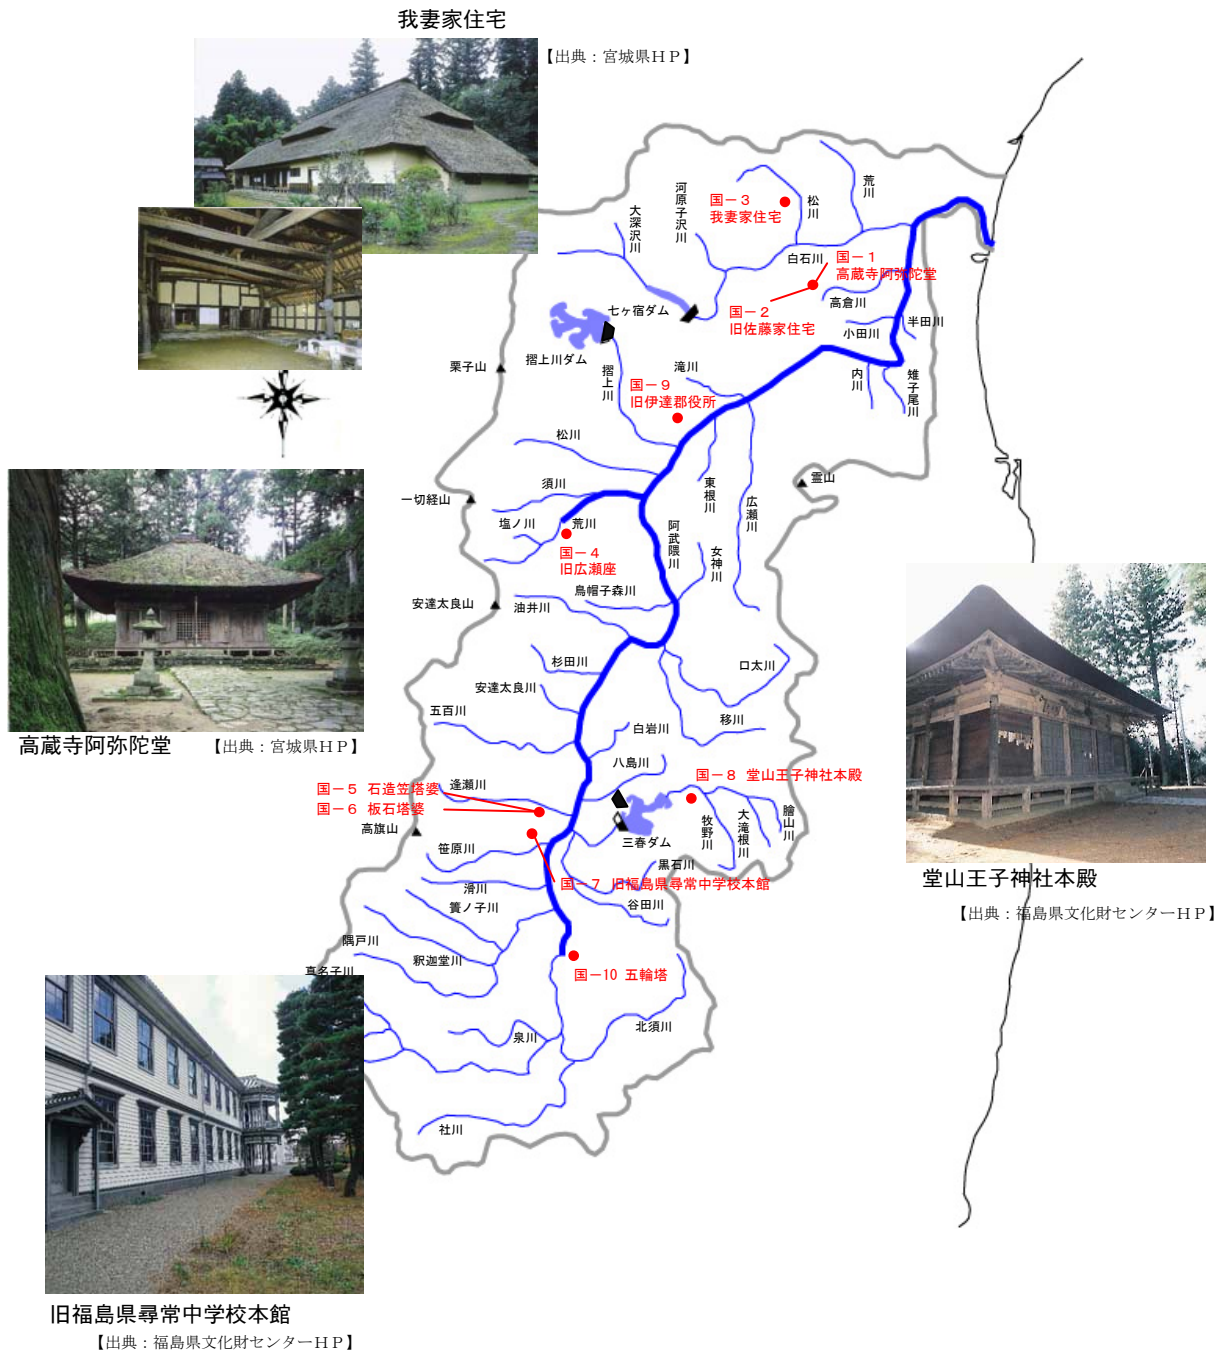 我妻家住宅
【出典：宮城県ＨＰ】
国－３
我妻家住宅
松川
荒川
河原子沢川
大深沢川
白石川
国－１
高蔵寺阿弥陀堂
高倉川
国－２
旧佐藤家住宅
小田川
半田川
七ヶ宿ダム
摺上川ダム
摺上川
栗子山
滝川
国－９
旧伊達郡役所
内川
雉子尾川
松川
東根川
広瀬川
霊山
一切経山
須川
塩ノ川
荒川
国－４
旧広瀬座
阿武隈川
女神川
烏帽子森川
安達太良山
油井川
杉田川
口太川
安達太良川
五百川
移川
白岩川
高蔵寺阿弥陀堂
【出典：宮城県ＨＰ】
八島川
国－８ 堂山王子神社本殿
国－５ 石造笠塔婆
逢瀬川
国－６ 板石塔婆
高旗山
三春ダム
牧野川
大滝根川
膾山川
笹原川
黒石川
国－７ 旧福島県尋常中学校本館
滑川
簀ノ子川
谷田川
堂山王子神社本殿
【出典：福島県文化財センターＨＰ】
隈戸川
釈迦堂川
真名子川
国－10 五輪塔
泉川
北須川
社川
旧福島県尋常中学校本館
【出典：福島県文化財センターＨＰ】